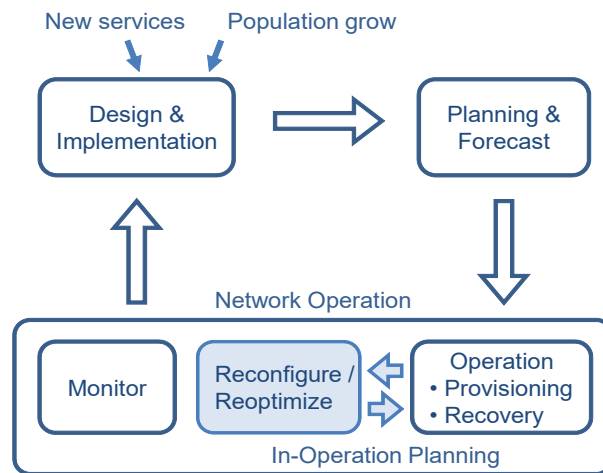 New services
Population grow
Design &
Implementation
Planning &
Forecast
Network Operation
Monitor
Reconfigure /
Reoptimize
Operation
• Provisioning
• Recovery
In-Operation Planning